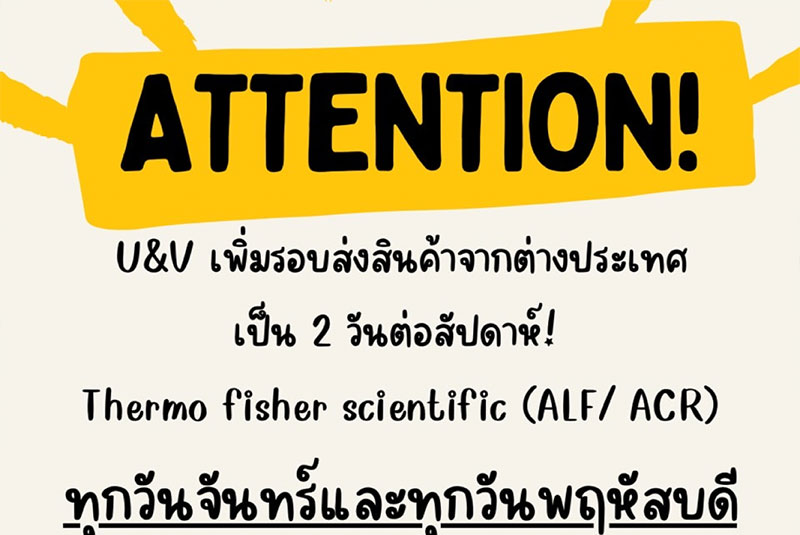 ATTENTION!
U&V เพิ่มรอบส่งสินค้าจากต่างประเทศ
เป็น 2 วันต่อสัปดาห์!
Thermo fisher scientific (ALF/ ACR)
ทุกวันจันทร์และทุกวันพฤหัสบดี